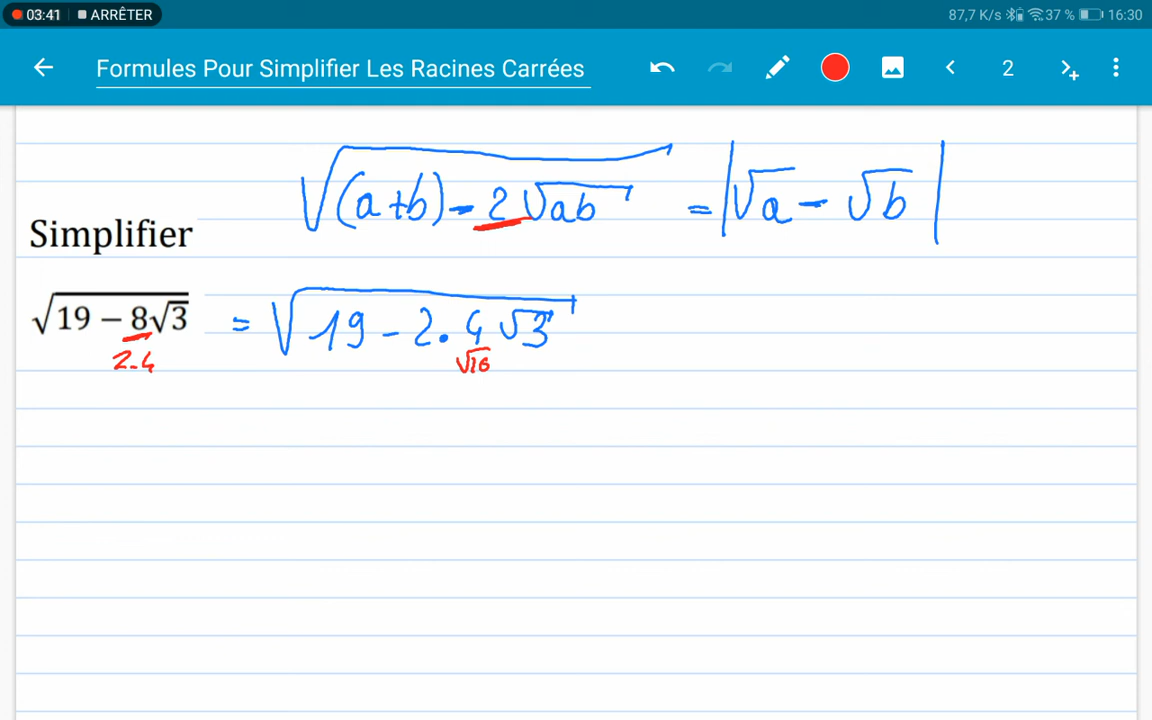 03:41 ARRÊTER 87,7 K/s 37 % 16:30
Formules Pour Simplifier Les Racines Carrées 2
√(a+b)-2√ab = |√a - √b|
Simplifier
√19 − 8√3 = √19 - 2.4√3
2.4 √16